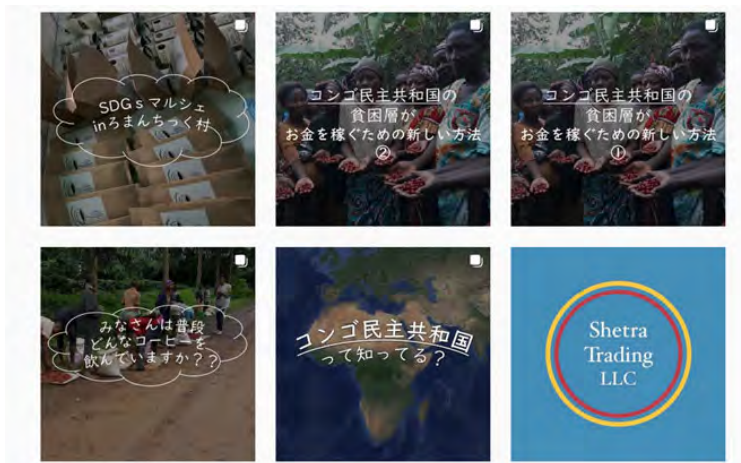 SDGｓマルシェ
inろまんちっく村
コンゴ民主共和国の
貧困層が
お金を稼ぐための新しい方法
②
コンゴ民主共和国の
貧困層が
お金を稼ぐための新しい方法
①
みなさんは普段
どんなコーヒーを
飲んでいますか？？
コンゴ民主共和国
って知ってる？
Shetra
Trading
LLC